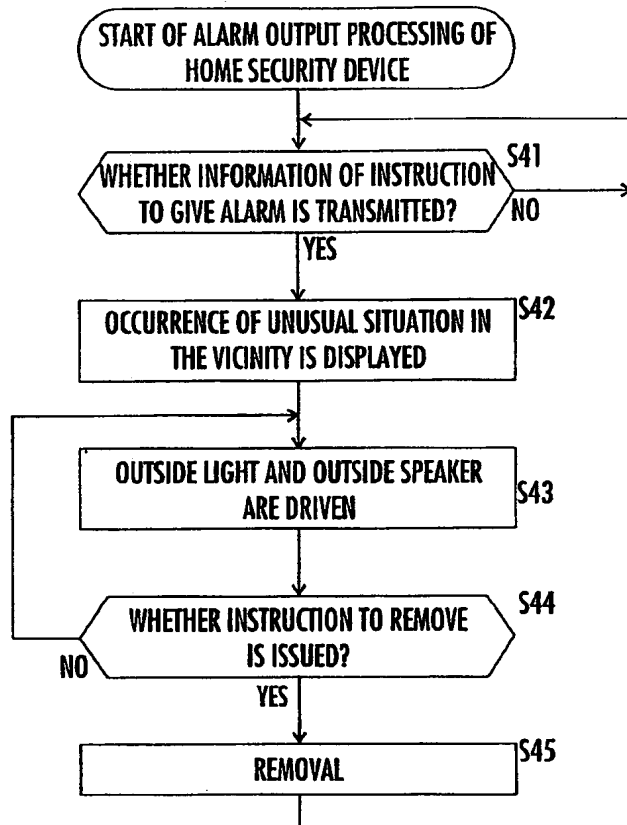 START OF ALARM OUTPUT PROCESSING OF
HOME SECURITY DEVICE
S41
WHETHER INFORMATION OF INSTRUCTION
TO GIVE ALARM IS TRANSMITTED?
NO
YES
S42
OCCURRENCE OF UNUSUAL SITUATION IN
THE VICINITY IS DISPLAYED
OUTSIDE LIGHT AND OUTSIDE SPEAKER
ARE DRIVEN
S43
S44
WHETHER INSTRUCTION TO REMOVE
IS ISSUED?
NO
YES
S45
REMOVAL